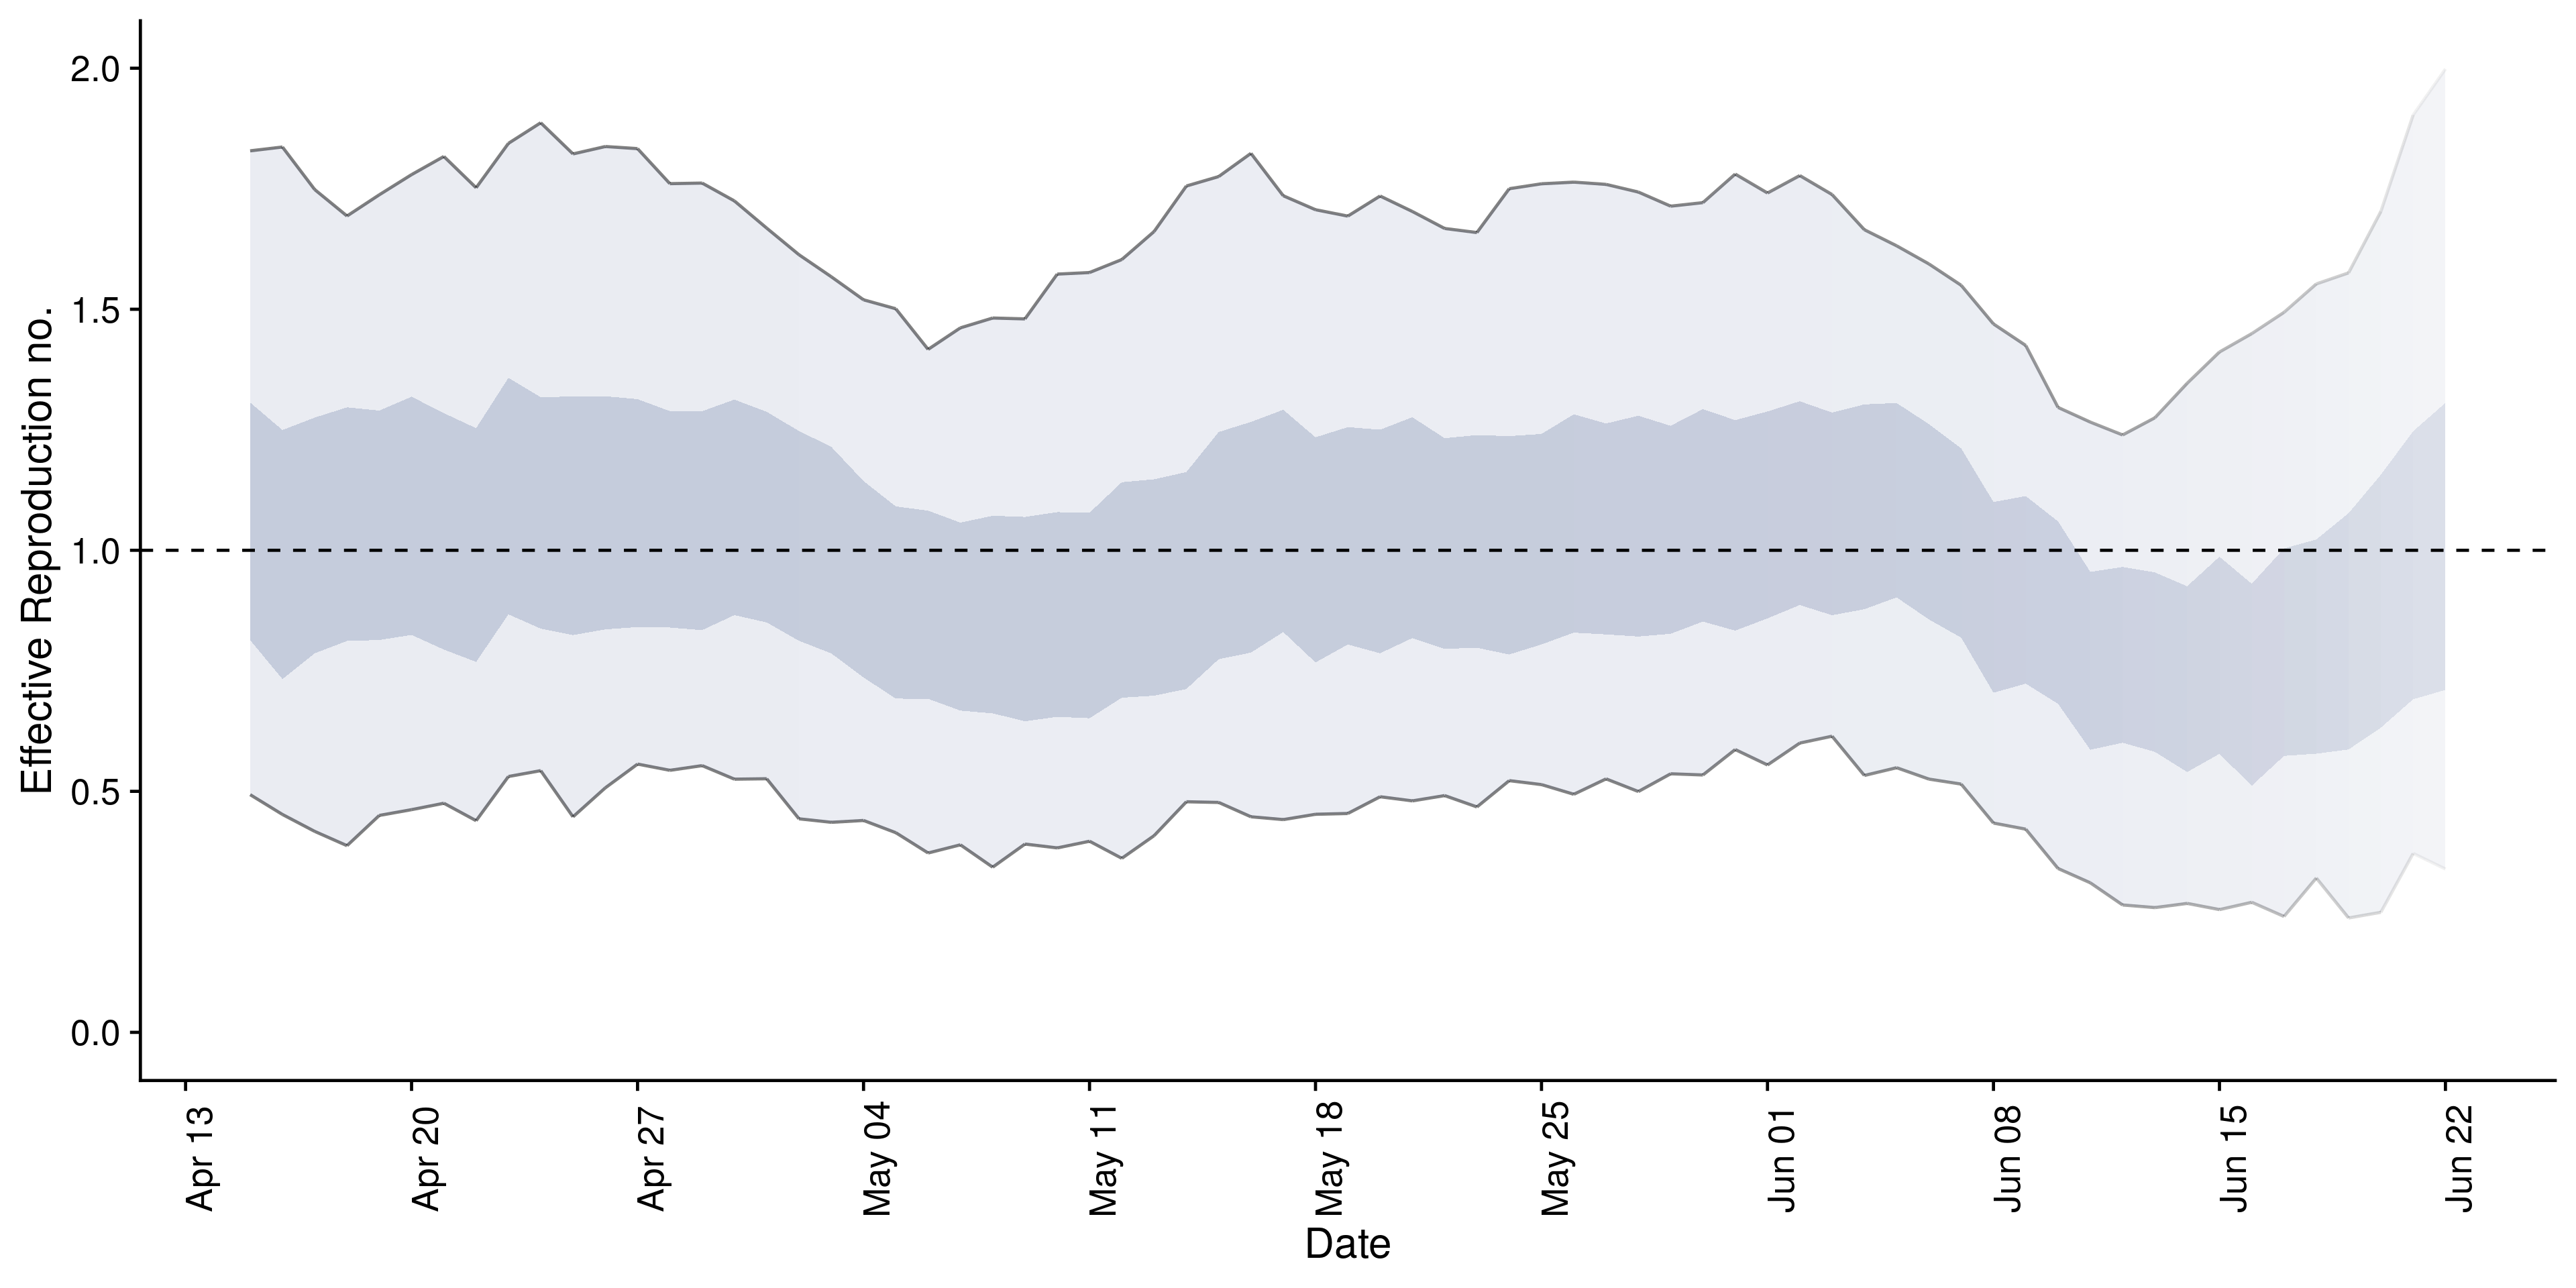 Effective Reproduction no.
2.0
1.5
1.0
0.5
0.0
Apr 13
Apr 20
Apr 27
May 04
May 11
May 18
May 25
Jun 01
Jun 08
Jun 15
Jun 22
Date